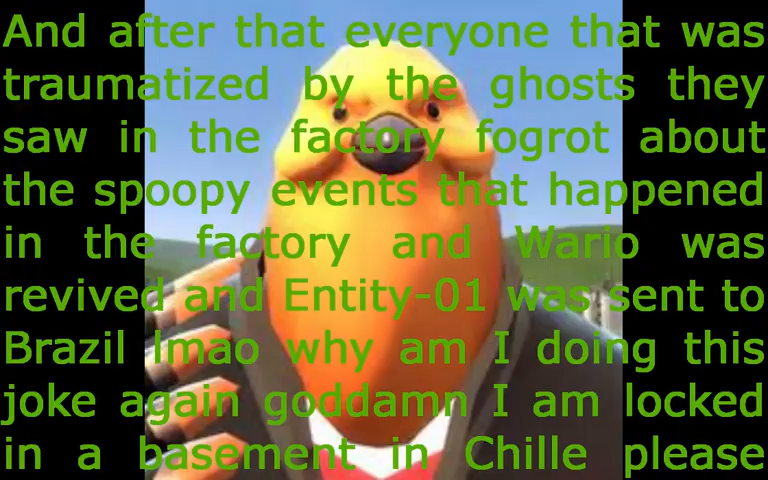 And after that everyone that was
traumatized by the ghosts they
saw in the factory fogrot about
the spoopy events that happened
in the factory and Wario was
revived and Entity-01 was sent to
Brazil lmao why am I doing this
joke again goddamn I am locked
in a basement in Chille please